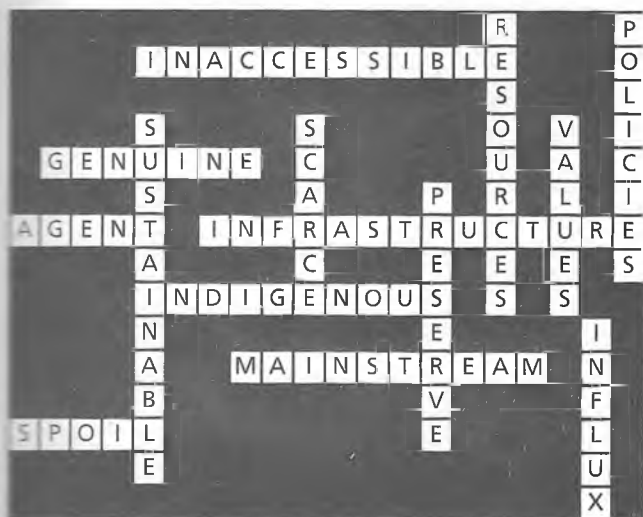 RESOURCES
POLICIES
INACCESSIBLE
SUSTAINABLE
SCARCE
VALUES
GENUINE
PRESERVE
AGENT
INFRASTRUCTURE
INDIGENOUS
INFLUX
MAINSTREAM
SPOIL